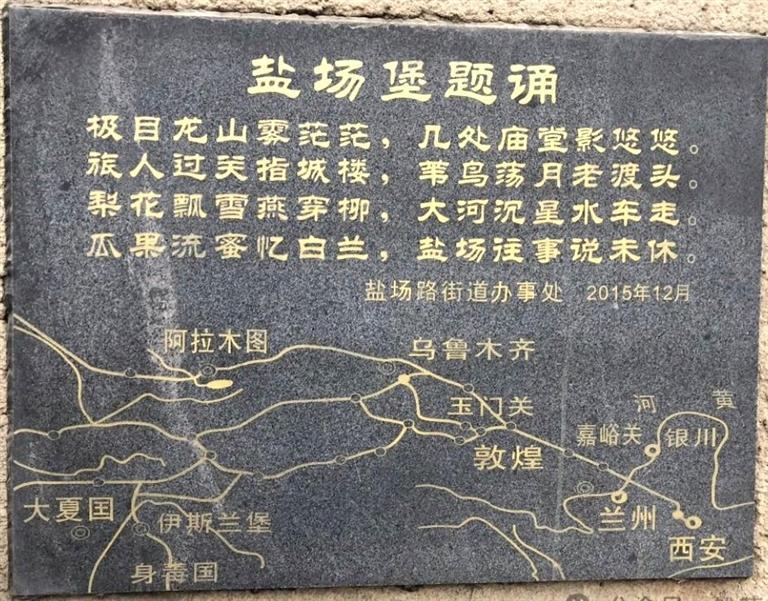 盐场堡题诵
极目龙山雾茫茫，几处庙堂影悠悠。
旅人过关指城楼，苇鸟荡月老渡头。
梨花飘雪燕穿柳，大河沉星水车走。
瓜果流蜜忆白兰，盐场往事说未休。
盐场路街道办事处 2015年12月
阿拉木图
乌鲁木齐
玉门关
河 黄
嘉峪关
银川
敦煌
大夏国
伊斯兰堡
兰州
西安
身毒国